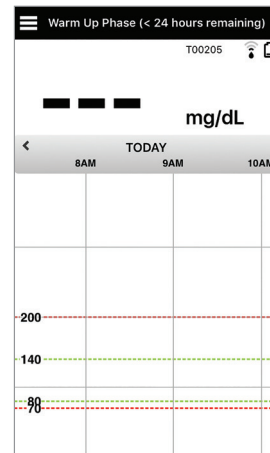 Warm Up Phase (< 24 hours remaining)
T00205
– – –
mg/dL
TODAY
8AM 9AM 10AM
200
140
80
70